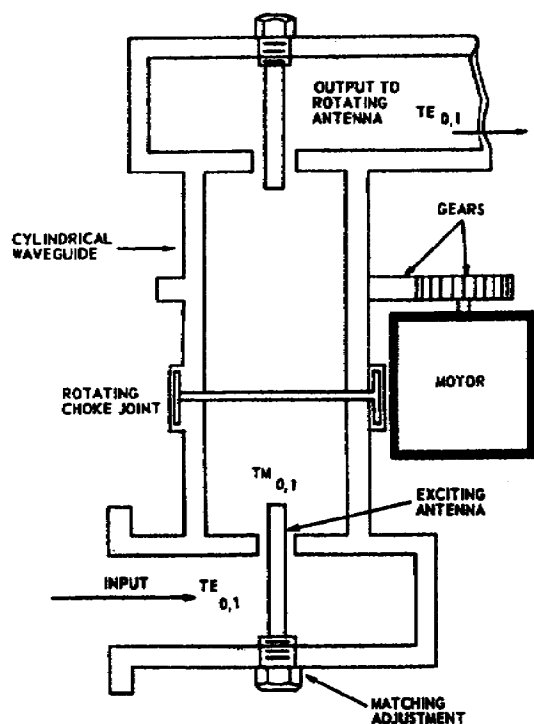 OUTPUT TO
ROTATING
ANTENNA
TE 0,1
GEARS
CYLINDRICAL
WAVEGUIDE
MOTOR
ROTATING
CHOKE JOINT
TM 0,1
EXCITING
ANTENNA
INPUT
TE 0,1
MATCHING
ADJUSTMENT